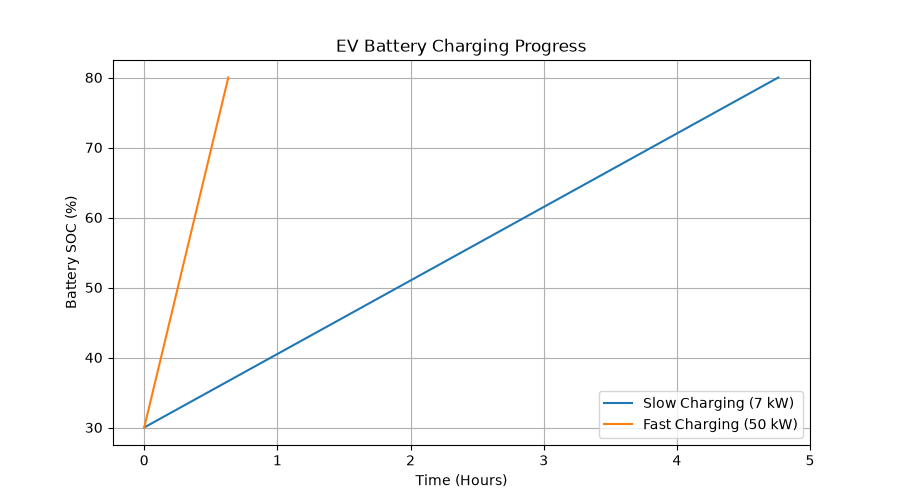 EV Battery Charging Progress
Battery SOC (%)
80
70
60
50
40
30
0
1
2
3
4
5
Time (Hours)
Slow Charging (7 kW)
Fast Charging (50 kW)